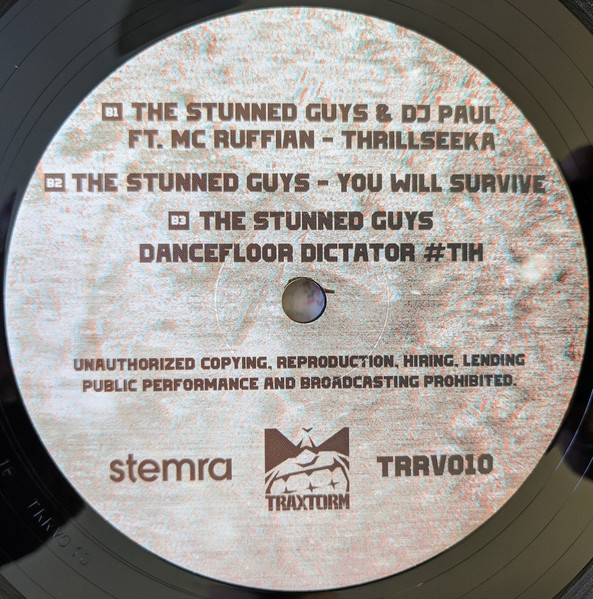 B1 THE STUNNED GUYS & DJ PAUL
FT. MC RUFFIAN - THRILLSEEKA
B2 THE STUNNED GUYS - YOU WILL SURVIVE
B3 THE STUNNED GUYS
DANCEFLOOR DICTATOR #TIH
UNAUTHORIZED COPYING, REPRODUCTION, HIRING, LENDING
PUBLIC PERFORMANCE AND BROADCASTING PROHIBITED.
stemra
TRAXTORM
TRRV010